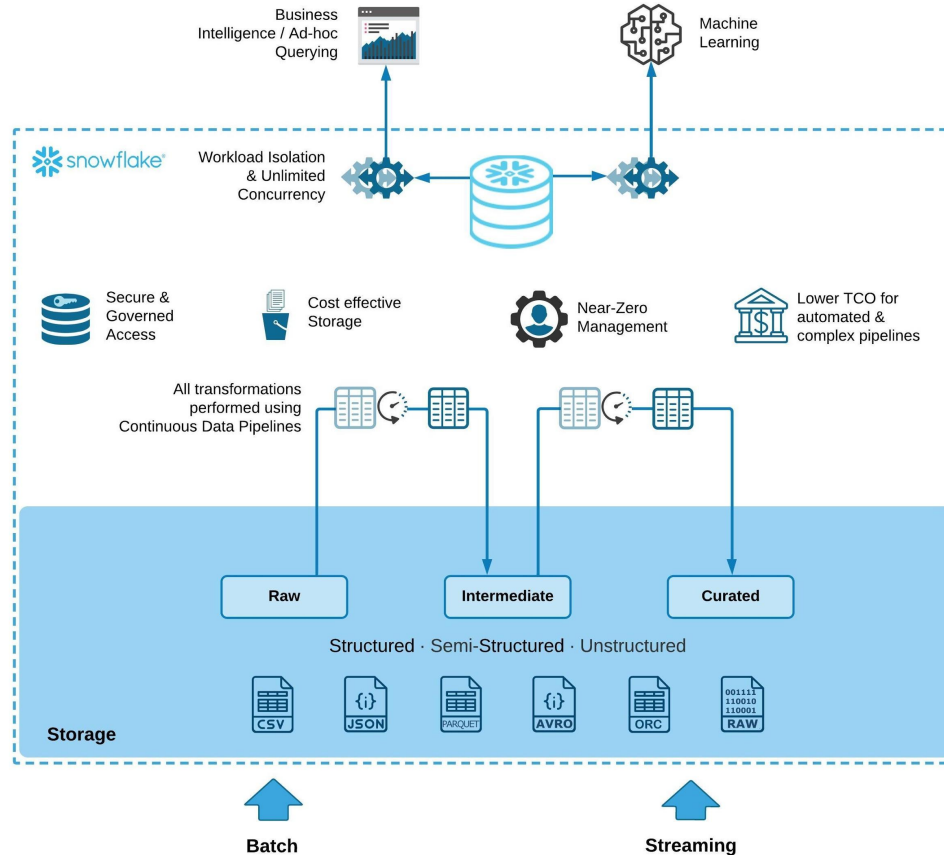 Business
Intelligence / Ad-hoc
Querying
Machine
Learning
snowflake®
Workload Isolation
& Unlimited
Concurrency
Secure &
Governed
Access
Cost effective
Storage
Near-Zero
Management
Lower TCO for
automated &
complex pipelines
All transformations
performed using
Continuous Data Pipelines
Raw
Intermediate
Curated
Structured · Semi-Structured · Unstructured
CSV
{i}
JSON
PARQUET
{i}
AVRO
ORC
001111
110010
110001
RAW
Storage
Batch
Streaming